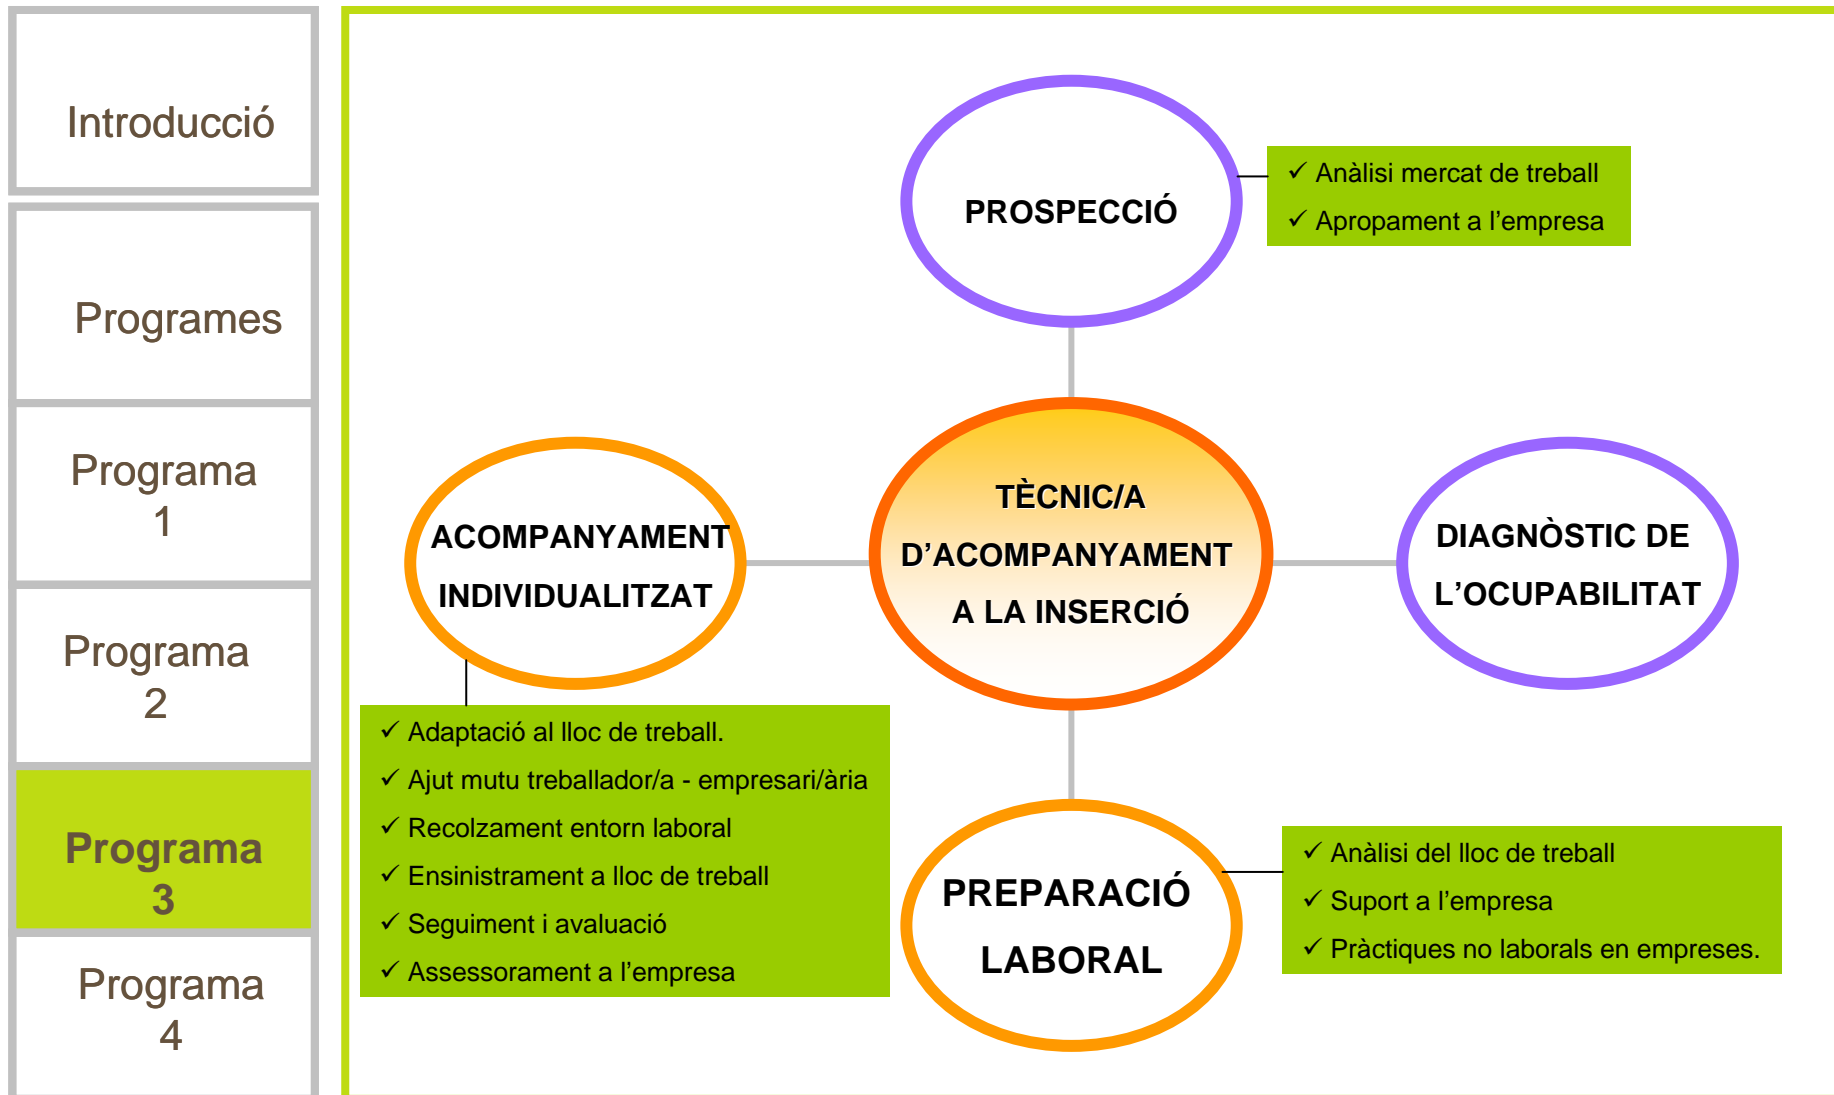 Introducció
Programes
Programa
1
Programa
2
Programa
3
Programa
4
PROSPECCIÓ
✓ Anàlisi mercat de treball
✓ Apropament a l’empresa
TÈCNIC/A
D’ACOMPANYAMENT
A LA INSERCIÓ
ACOMPANYAMENT
INDIVIDUALITZAT
DIAGNÒSTIC DE
L’OCUPABILITAT
✓ Adaptació al lloc de treball.
✓ Ajut mutu treballador/a - empresari/ària
✓ Recolzament entorn laboral
✓ Ensinistrament a lloc de treball
✓ Seguiment i avaluació
✓ Assessorament a l’empresa
PREPARACIÓ
LABORAL
✓ Anàlisi del lloc de treball
✓ Suport a l’empresa
✓ Pràctiques no laborals en empreses.